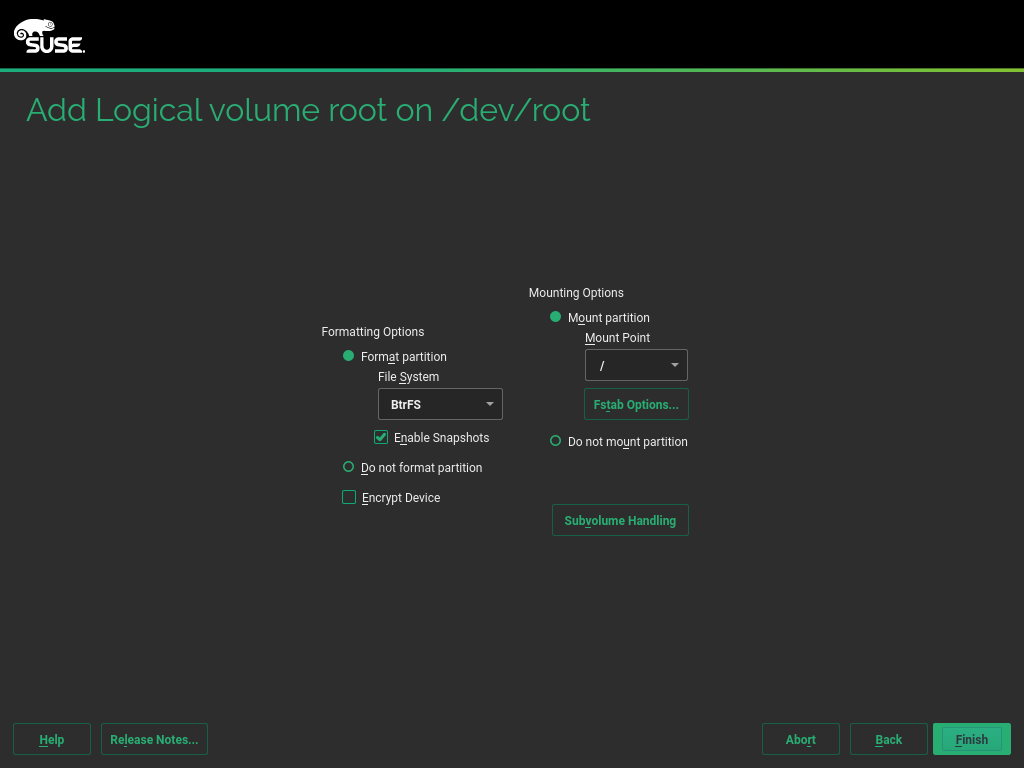 SUSE.
Add Logical volume root on /dev/root
Mounting Options
Mount partition
Mount Point
/
Fstab Options...
Do not mount partition
Subvolume Handling
Formatting Options
Format partition
File System
BtrFS
Enable Snapshots
Do not format partition
Encrypt Device
Help
Release Notes...
Abort
Back
Finish